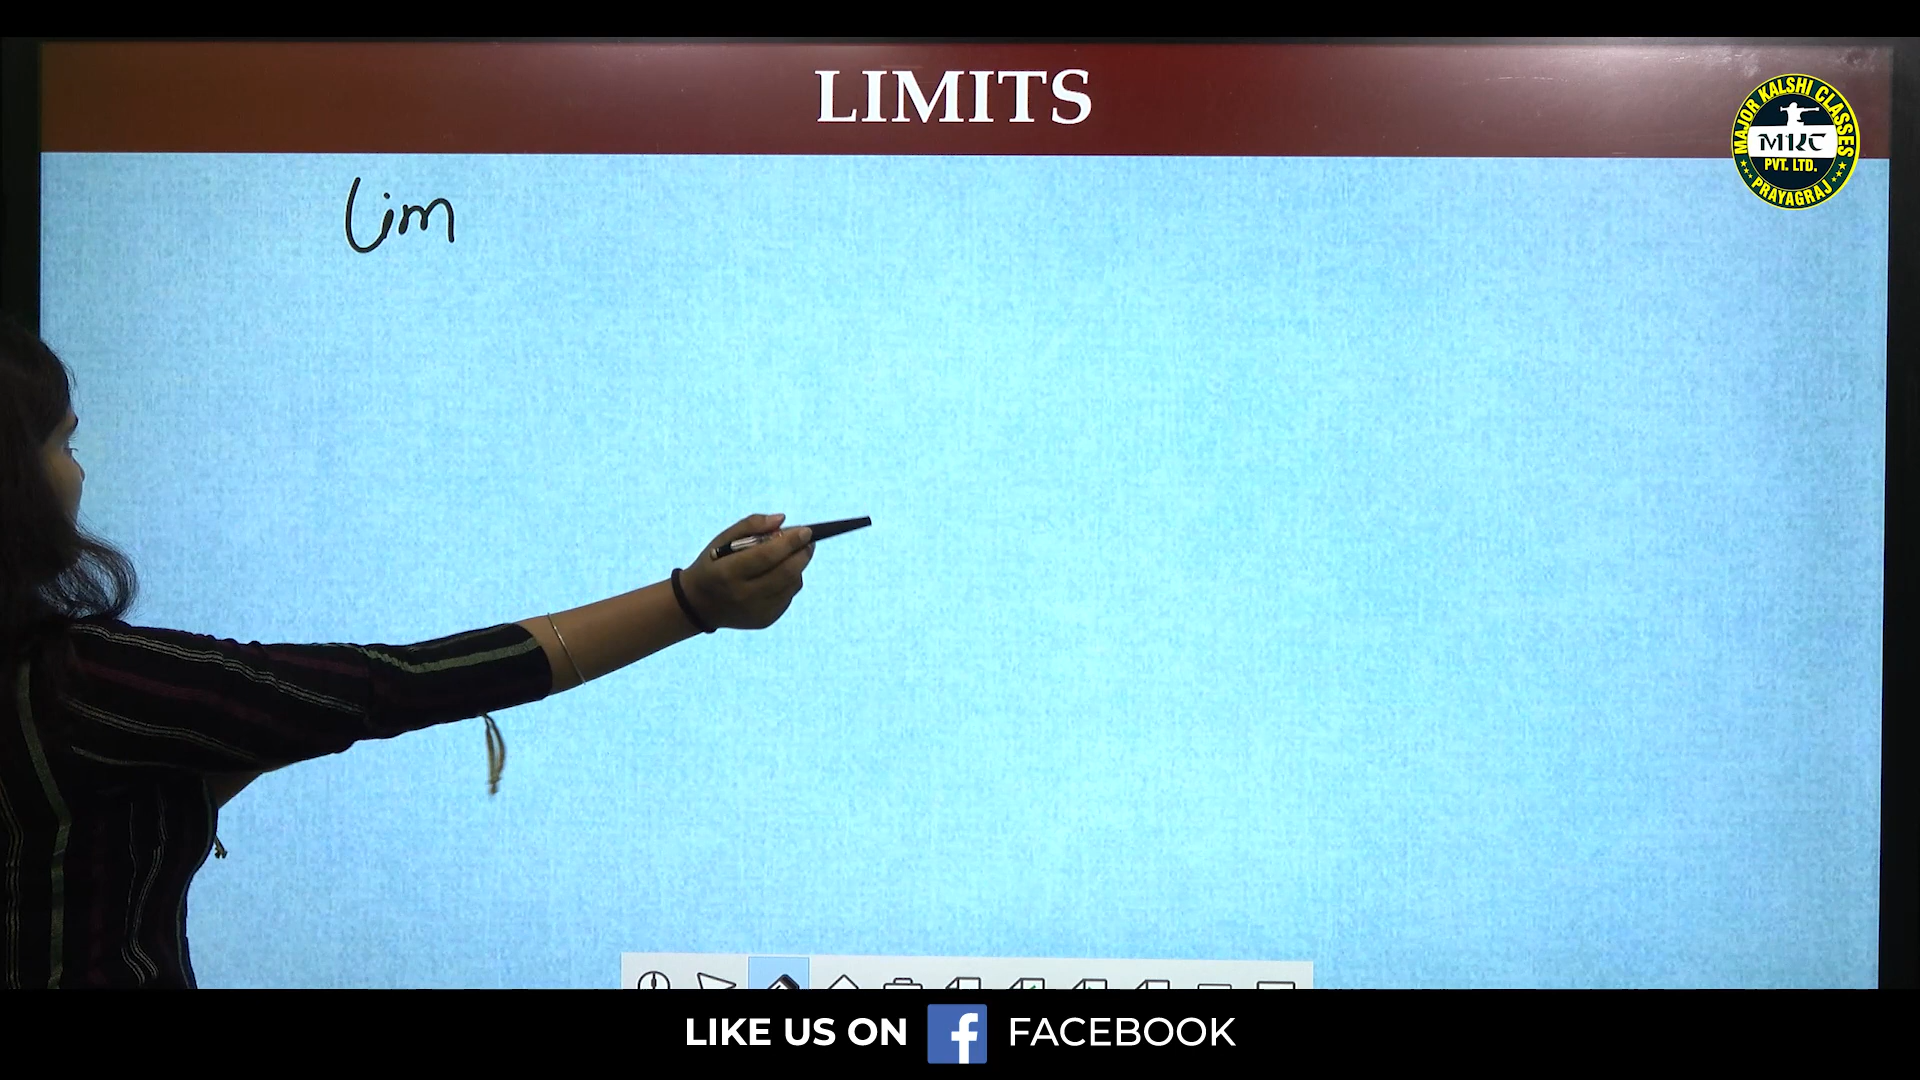 LIMITS
MAJOR KALSHI CLASSES
MKC
PVT. LTD.
PRAYAGRAJ
Lim
LIKE US ON f FACEBOOK